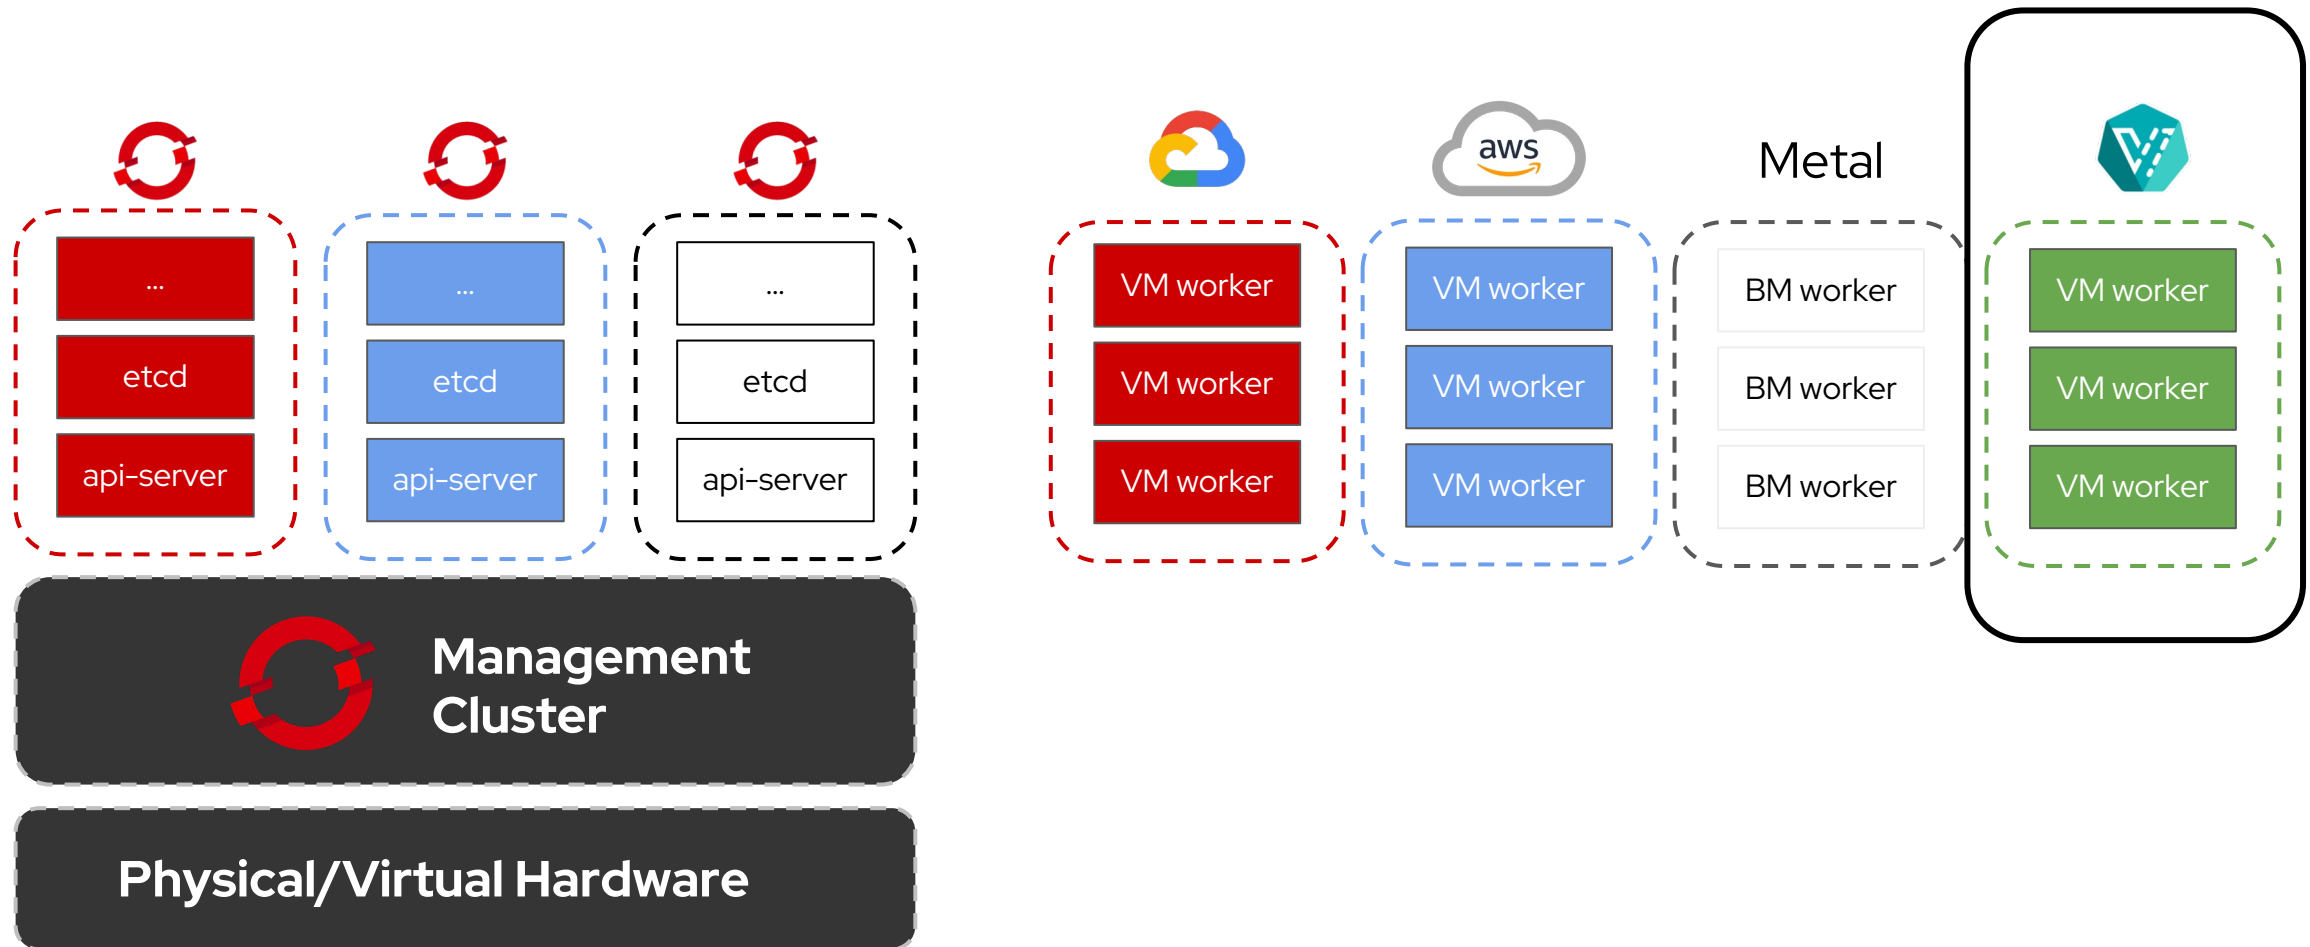 ...
etcd
api-server
...
etcd
api-server
...
etcd
api-server
Management
Cluster
Physical/Virtual Hardware
VM worker
VM worker
VM worker
aws
VM worker
VM worker
VM worker
Metal
BM worker
BM worker
BM worker
VM worker
VM worker
VM worker